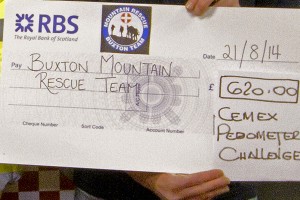 RBS
The Royal Bank of Scotland
MOUNTAIN RESCUE
BUXTON TEAM
Date 21/8/14
Pay BUXTON MOUNTAIN
RESCUE TEAM
£ 620.00
CEMEX
PEDOMETER
CHALLENGE
Cheque Number Sort Code Account Number